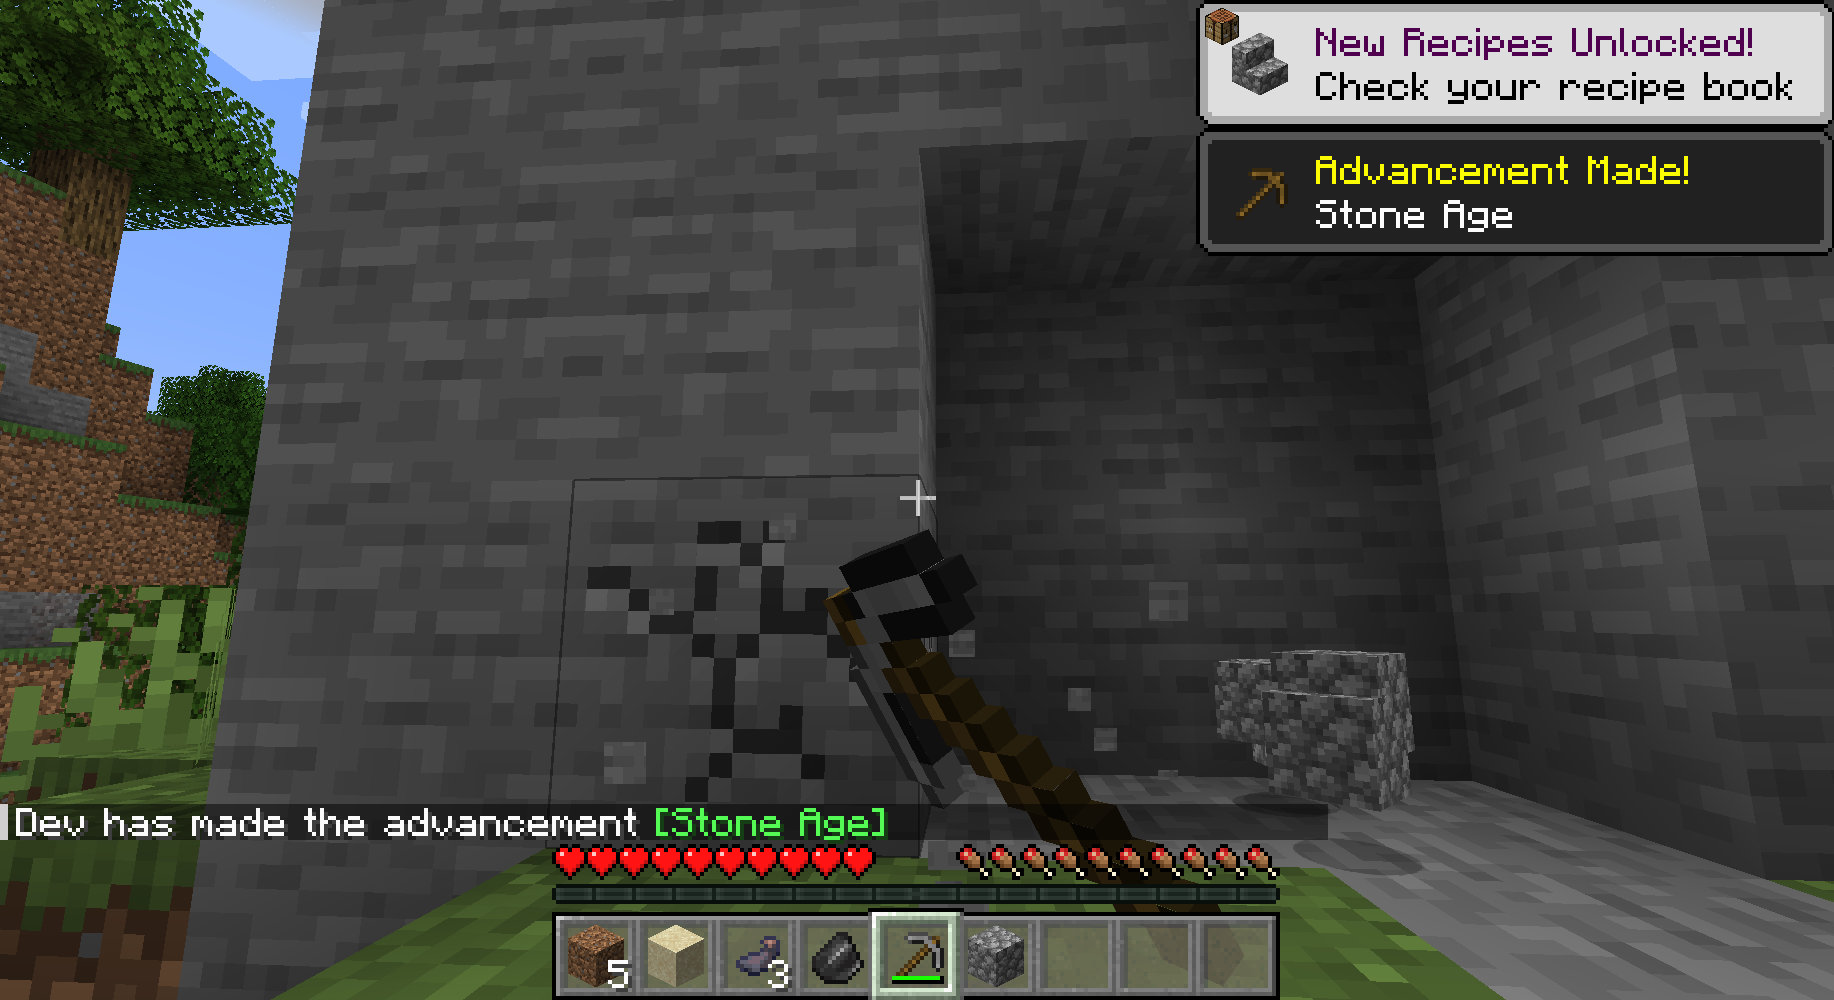 New Recipes Unlocked!
Check your recipe book
Advancement Made!
Stone Age
Dev has made the advancement [Stone Age]
5
3